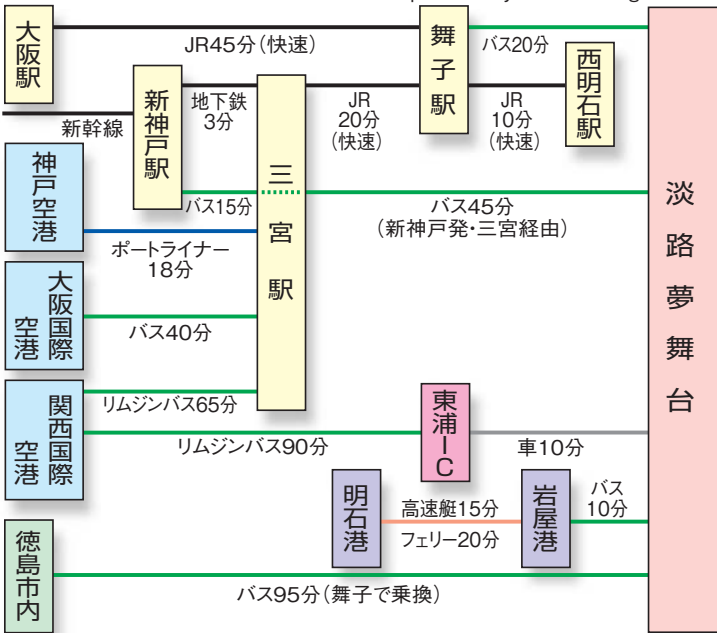 大阪駅
JR45分（快速）
舞子駅
バス20分
西明石駅
新神戸駅
地下鉄
3分
JR
20分
（快速）
JR
10分
（快速）
新幹線
三宮駅
神戸空港
バス15分
バス45分
（新神戸発・三宮経由）
淡路夢舞台
ポートライナー
18分
大阪国際
空港
バス40分
関西国際
空港
リムジンバス65分
リムジンバス90分
東浦IC
車10分
明石港
高速艇15分
フェリー20分
岩屋港
バス
10分
徳島市内
バス95分（舞子で乗換）